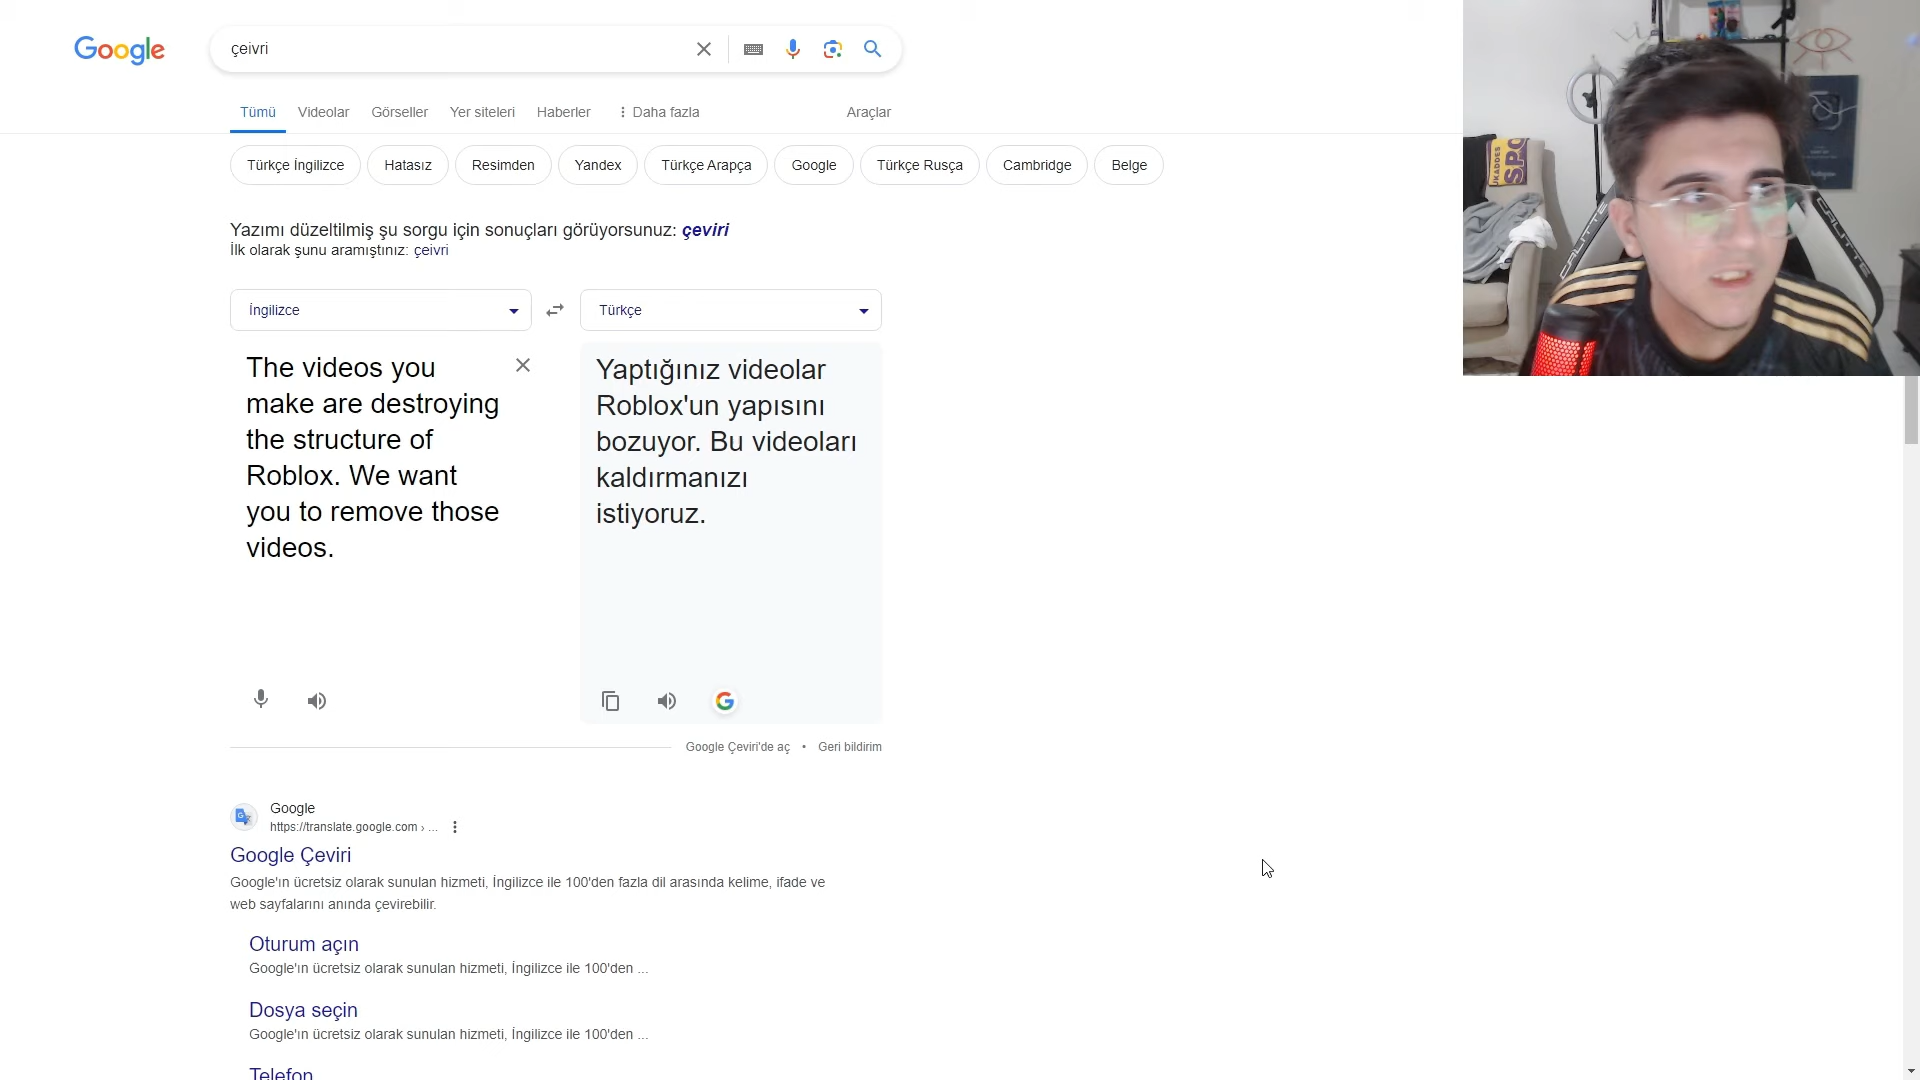 Google
çeivri
Tümü
Videolar
Görseller
Yer siteleri
Haberler
Daha fazla
Araçlar
Türkçe İngilizce
Hatasız
Resimden
Yandex
Türkçe Arapça
Google
Türkçe Rusça
Cambridge
Belge
Yazımı düzeltilmiş şu sorgu için sonuçları görüyorsunuz: çeviri
İlk olarak şunu aramıştınız: çeivri
İngilizce
Türkçe
The videos you
make are destroying
the structure of
Roblox. We want
you to remove those
videos.
Yaptığınız videolar
Roblox'un yapısını
bozuyor. Bu videoları
kaldırmanızı
istiyoruz.
Google Çeviri'de aç • Geri bildirim
Google
https://translate.google.com › ...
Google Çeviri
Google'ın ücretsiz olarak sunulan hizmeti, İngilizce ile 100'den fazla dil arasında kelime, ifade ve
web sayfalarını anında çevirebilir.
Oturum açın
Google'ın ücretsiz olarak sunulan hizmeti, İngilizce ile 100'den ...
Dosya seçin
Google'ın ücretsiz olarak sunulan hizmeti, İngilizce ile 100'den ...
Telefon